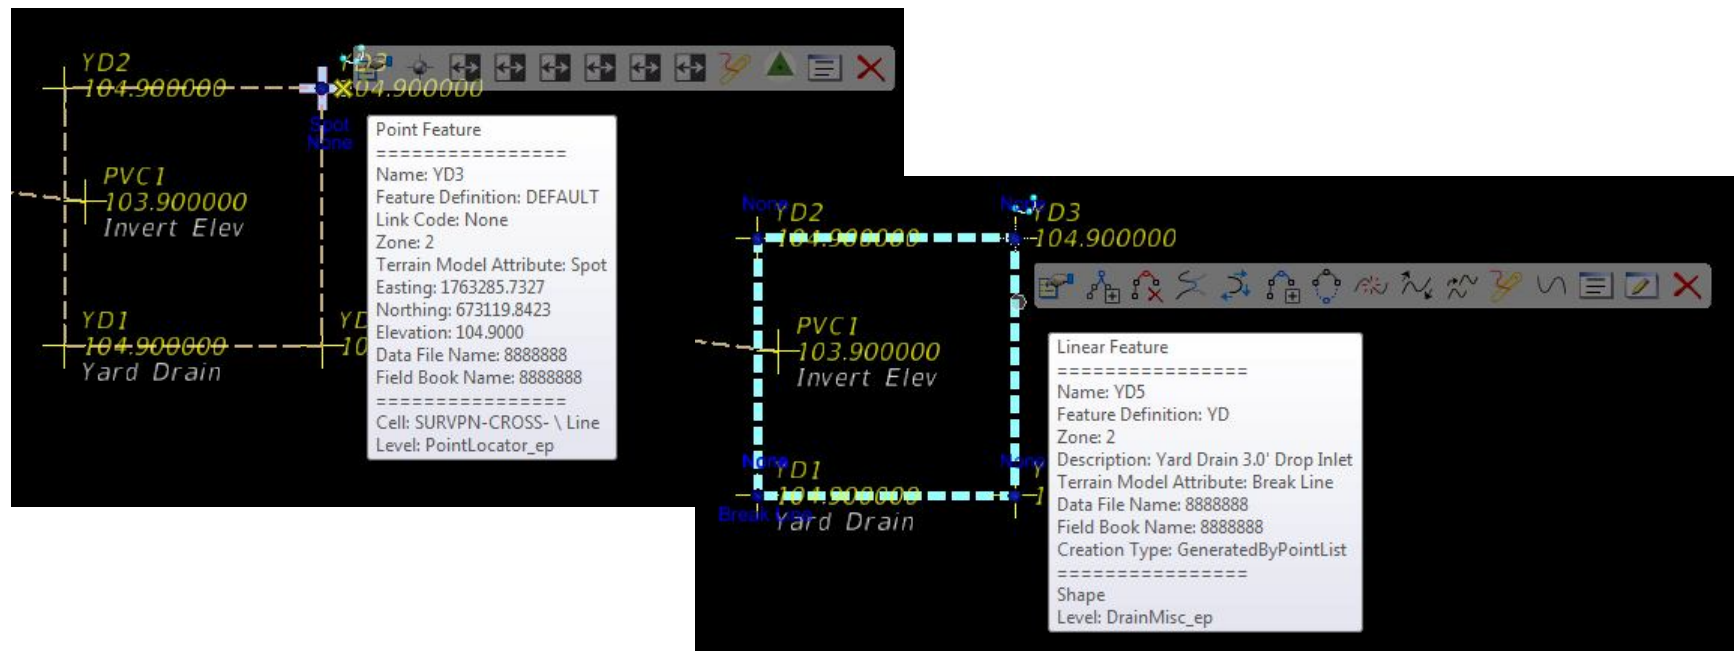 YD2
104.900000
YD3
104.900000
Spot
None
PVC1
103.900000
Invert Elev
YD1
104.900000
Yard Drain
YD
10
Point Feature
================
Name: YD3
Feature Definition: DEFAULT
Link Code: None
Zone: 2
Terrain Model Attribute: Spot
Easting: 1763285.7327
Northing: 673119.8423
Elevation: 104.9000
Data File Name: 8888888
Field Book Name: 8888888
================
Cell: SURVPN-CROSS- \ Line
Level: PointLocator_ep
None
YD2
104.900000
None
YD3
104.900000
PVC1
103.900000
Invert Elev
None
YD1
104.900000
Break Line
Yard Drain
None
Y
1
Linear Feature
================
Name: YD5
Feature Definition: YD
Zone: 2
Description: Yard Drain 3.0' Drop Inlet
Terrain Model Attribute: Break Line
Data File Name: 8888888
Field Book Name: 8888888
Creation Type: GeneratedByPointList
================
Shape
Level: DrainMisc_ep